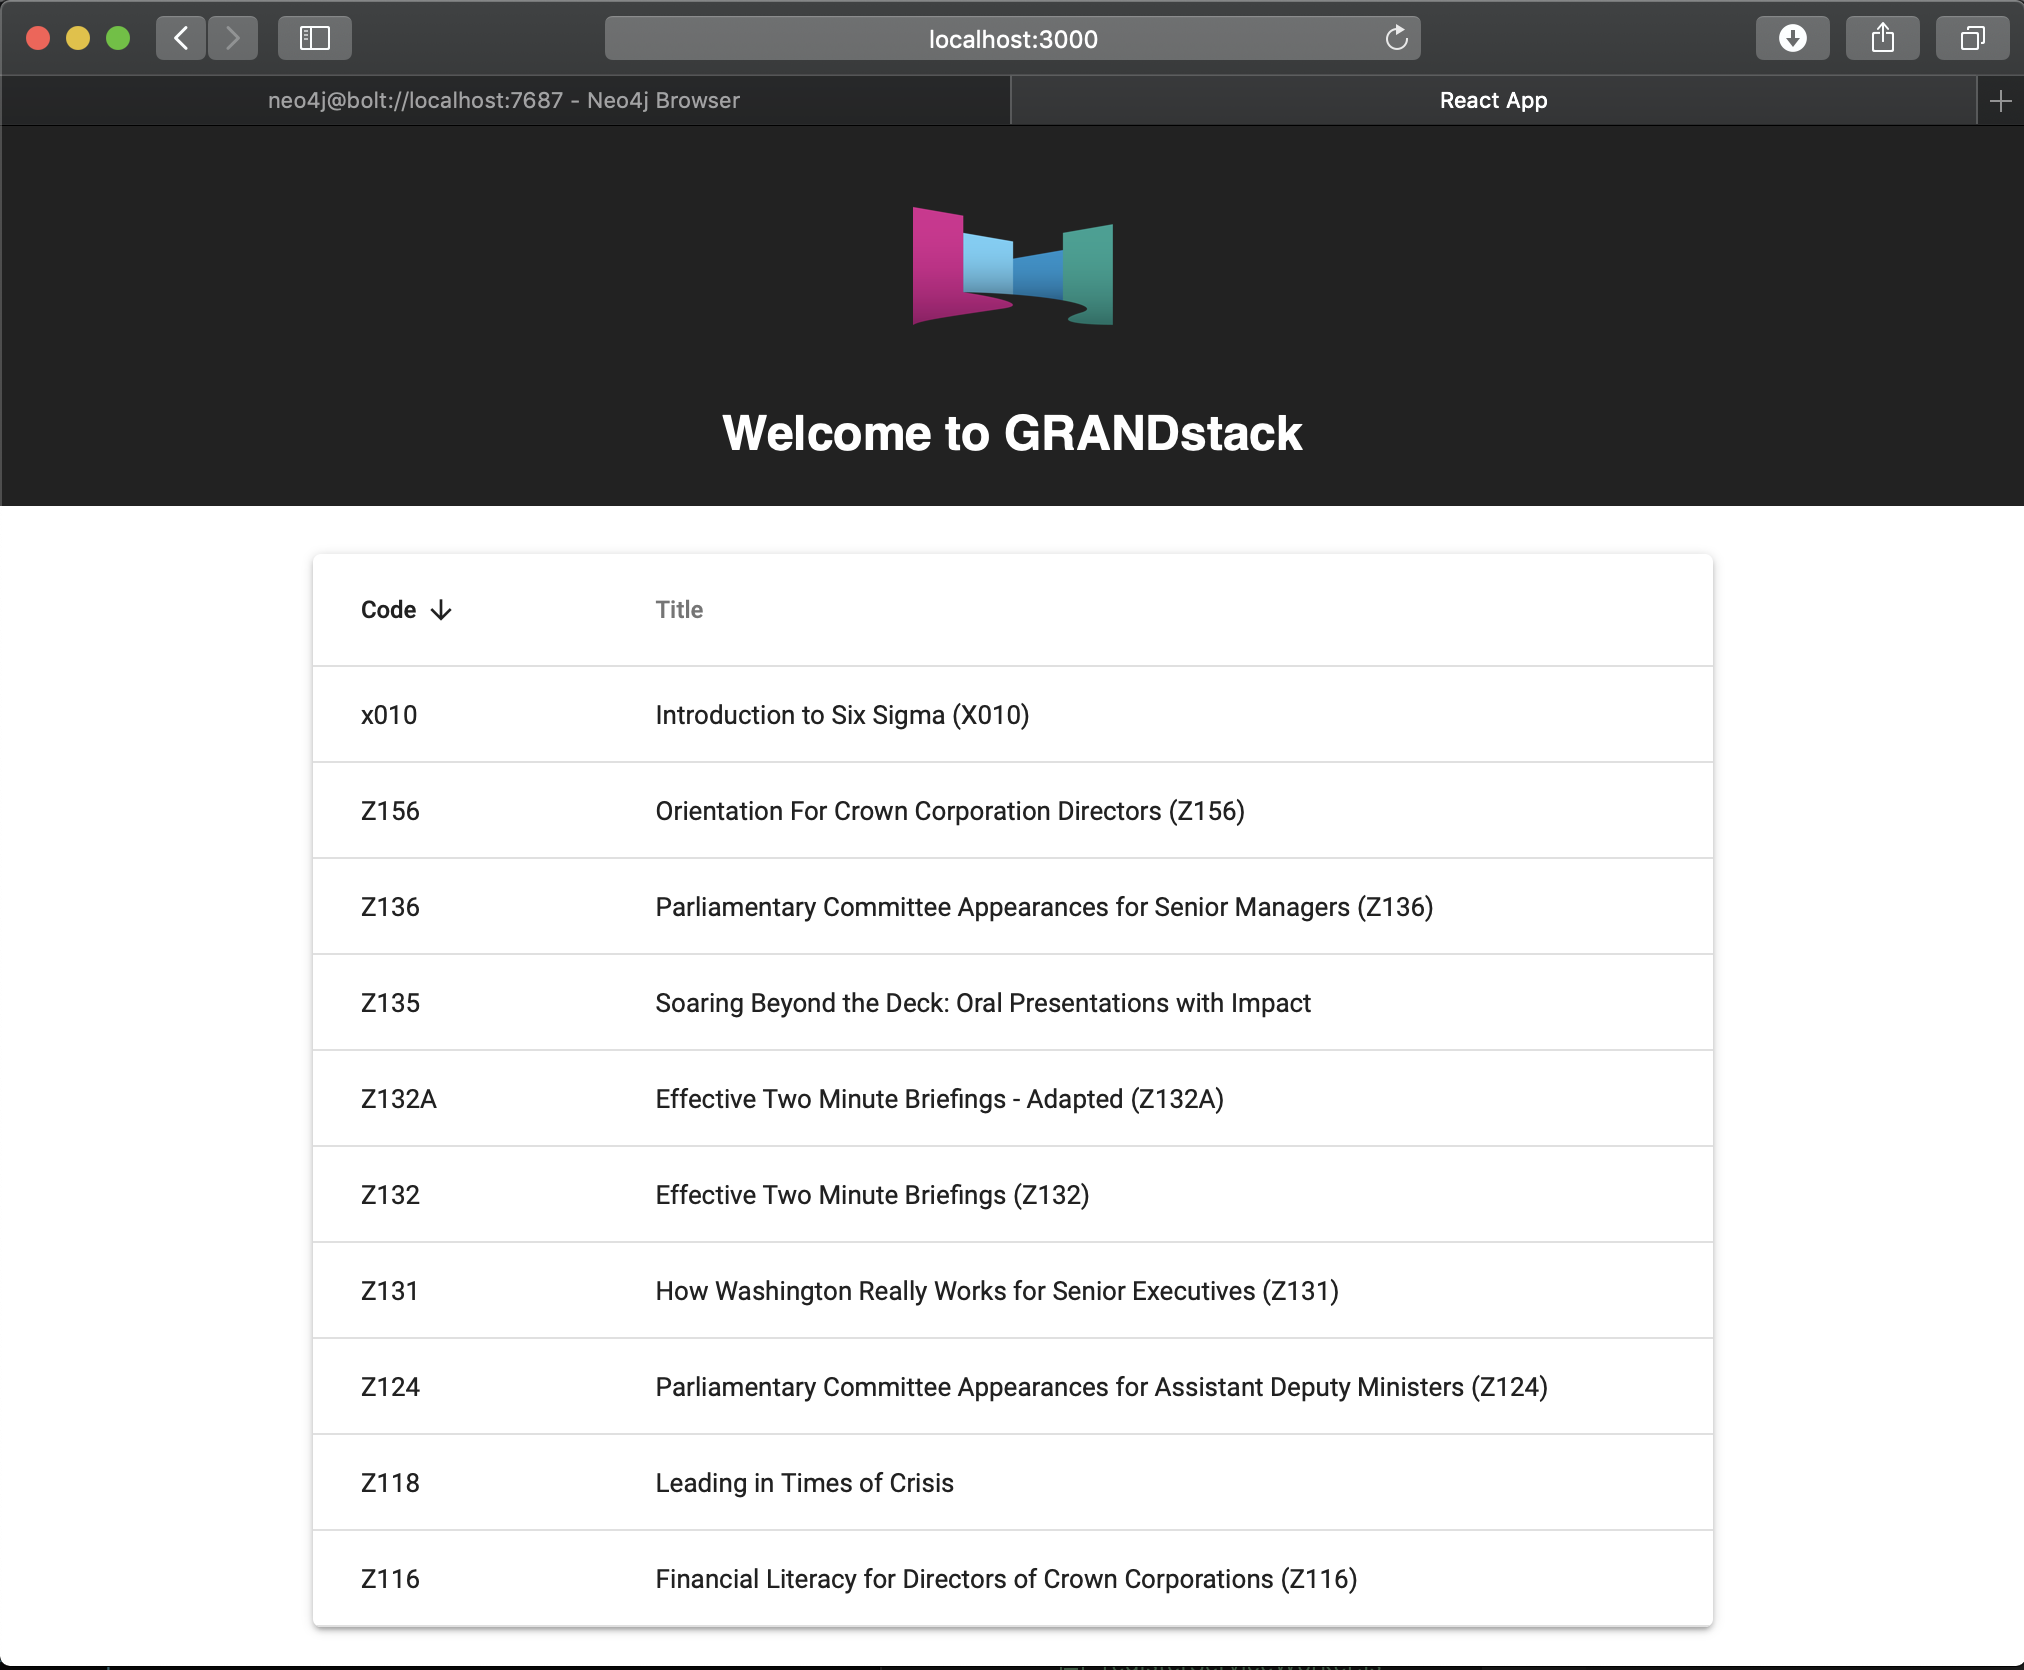 localhost:3000
neo4j@bolt://localhost:7687 - Neo4j Browser
React App
Welcome to GRANDstack
Code Title
x010 Introduction to Six Sigma (X010)
Z156 Orientation For Crown Corporation Directors (Z156)
Z136 Parliamentary Committee Appearances for Senior Managers (Z136)
Z135 Soaring Beyond the Deck: Oral Presentations with Impact
Z132A Effective Two Minute Briefings - Adapted (Z132A)
Z132 Effective Two Minute Briefings (Z132)
Z131 How Washington Really Works for Senior Executives (Z131)
Z124 Parliamentary Committee Appearances for Assistant Deputy Ministers (Z124)
Z118 Leading in Times of Crisis
Z116 Financial Literacy for Directors of Crown Corporations (Z116)